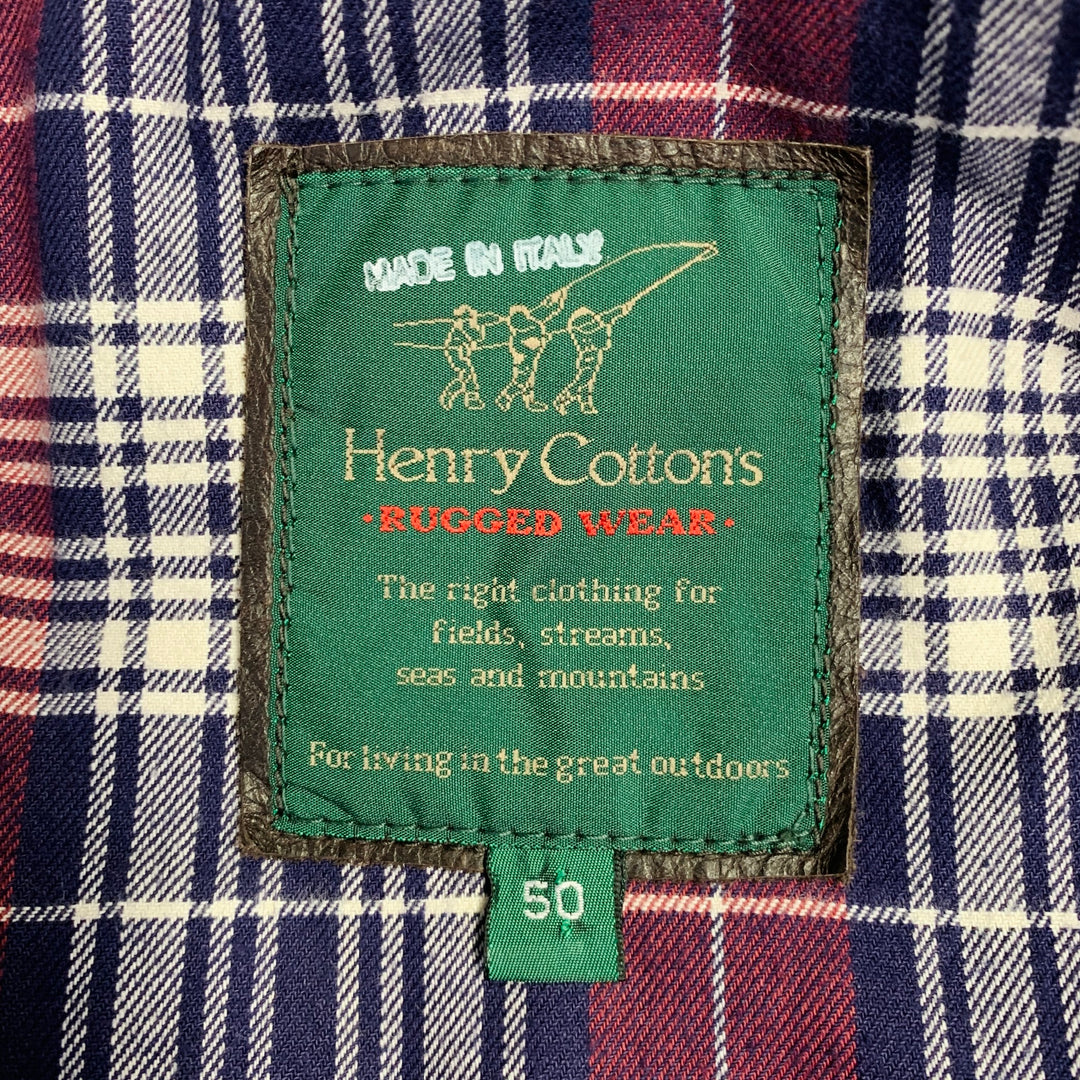 MADE IN ITALY
Henry Cotton's
·RUGGED WEAR·
The right clothing for
fields, streams,
seas and mountains
For living in the great outdoors
50